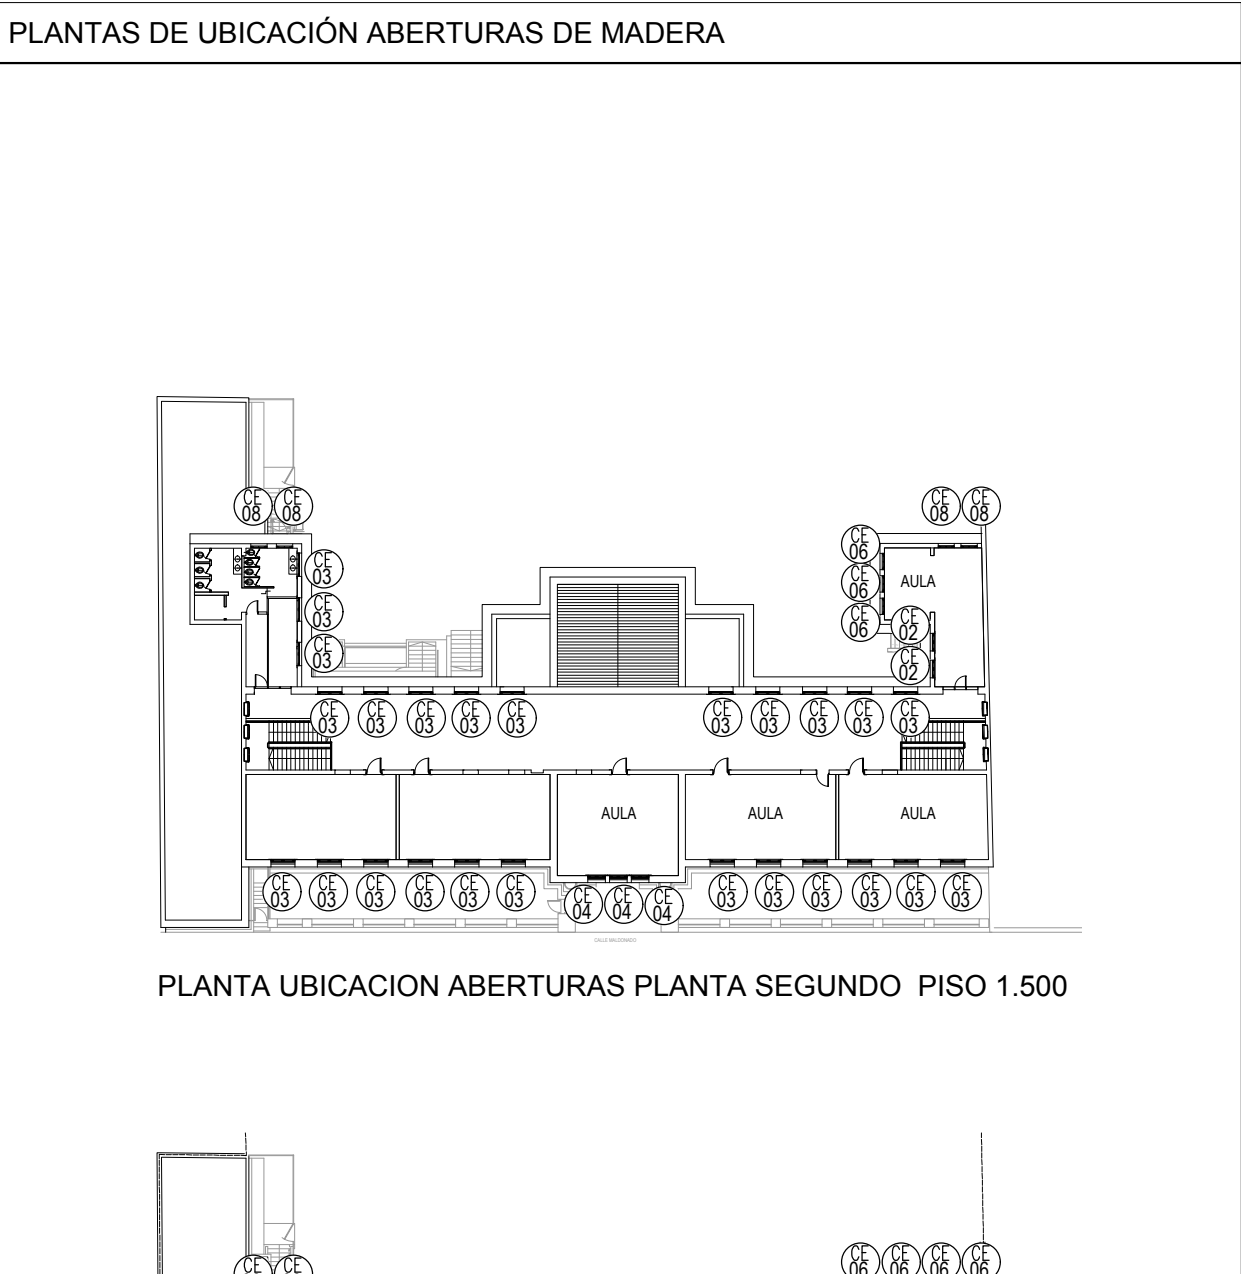 PLANTAS DE UBICACIÓN ABERTURAS DE MADERA
CE 08 CE 08 CE 08 CE 08
CE 06
CE 03 CE 06 AULA
CE 03 CE 06 CE 02
CE 03 CE 02
CE 03 CE 03 CE 03 CE 03 CE 03 CE 03 CE 03 CE 03 CE 03 CE 03
AULA AULA AULA
CE 03 CE 03 CE 03 CE 03 CE 03 CE 03 CE 04 CE 04 CE 04 CE 03 CE 03 CE 03 CE 03 CE 03 CE 03
CALLE MALDONADO
PLANTA UBICACION ABERTURAS PLANTA SEGUNDO PISO 1.500
CE CE CE 06 CE 06 CE 06 CE 06